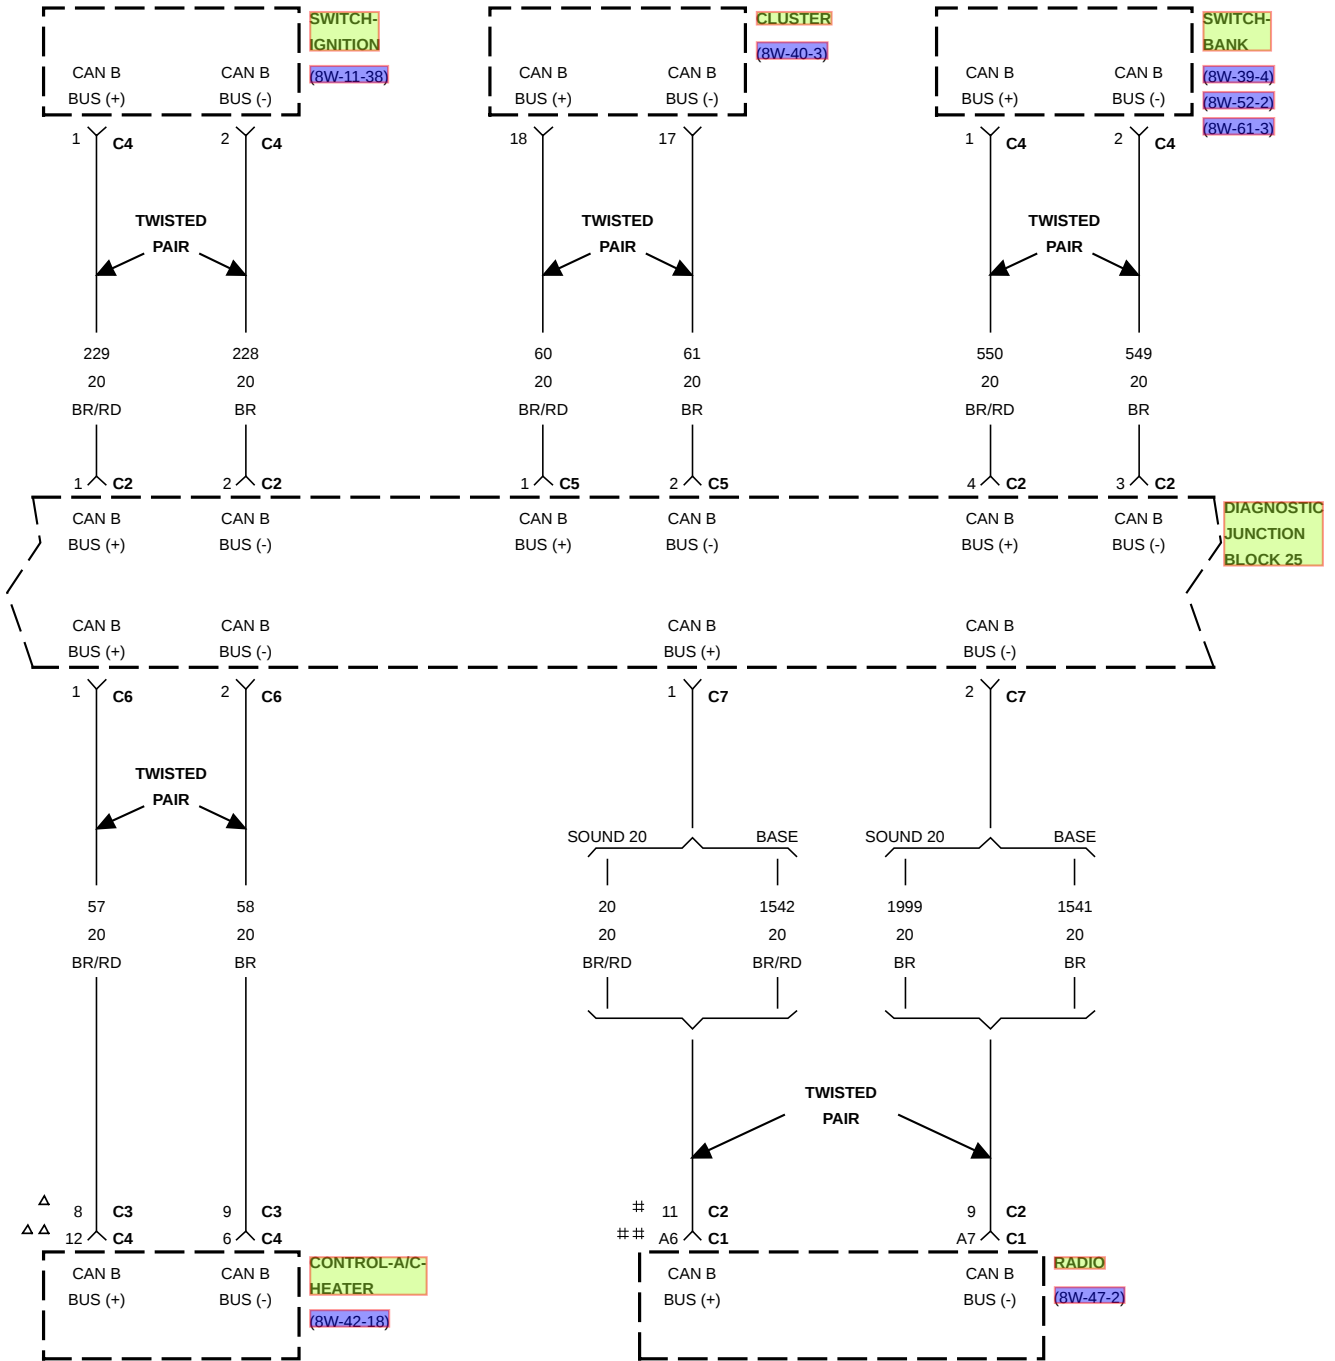 SWITCH-
IGNITION
(8W-11-38)
CAN B
BUS (+)
CAN B
BUS (-)
1
C4
2
C4
CLUSTER
(8W-40-3)
CAN B
BUS (+)
CAN B
BUS (-)
18
17
SWITCH-
BANK
(8W-39-4)
(8W-52-2)
(8W-61-3)
CAN B
BUS (+)
CAN B
BUS (-)
1
C4
2
C4
TWISTED
PAIR
TWISTED
PAIR
TWISTED
PAIR
229
20
BR/RD
228
20
BR
60
20
BR/RD
61
20
BR
550
20
BR/RD
549
20
BR
1 C2
2 C2
1 C5
2 C5
4 C2
3 C2
CAN B
BUS (+)
CAN B
BUS (-)
CAN B
BUS (+)
CAN B
BUS (-)
CAN B
BUS (+)
CAN B
BUS (-)
DIAGNOSTIC
JUNCTION
BLOCK 25
CAN B
BUS (+)
CAN B
BUS (-)
CAN B
BUS (+)
CAN B
BUS (-)
1 C6
2 C6
1 C7
2 C7
TWISTED
PAIR
SOUND 20
BASE
SOUND 20
BASE
57
20
BR/RD
58
20
BR
20
20
BR/RD
1542
20
BR/RD
1999
20
BR
1541
20
BR
TWISTED
PAIR
△ 8 C3
△△ 12 C4
9 C3
6 C4
# 11 C2
## A6 C1
9 C2
A7 C1
CAN B
BUS (+)
CAN B
BUS (-)
CONTROL-A/C-
HEATER
(8W-42-18)
CAN B
BUS (+)
CAN B
BUS (-)
RADIO
(8W-47-2)